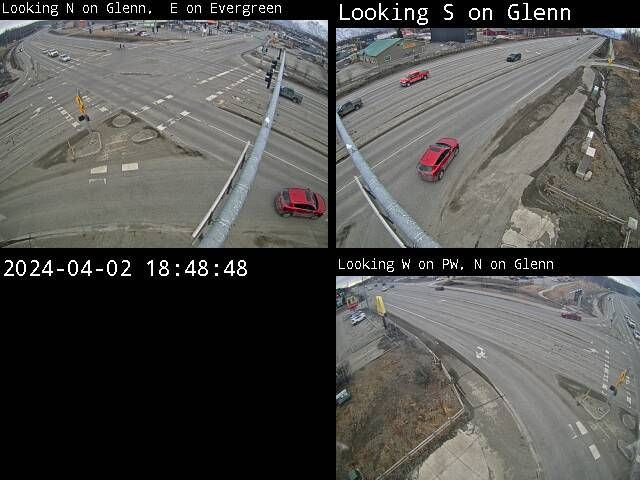 Looking N on Glenn,  E on Evergreen
Looking S on Glenn
2024-04-02 18:48:48
Looking W on PW, N on Glenn